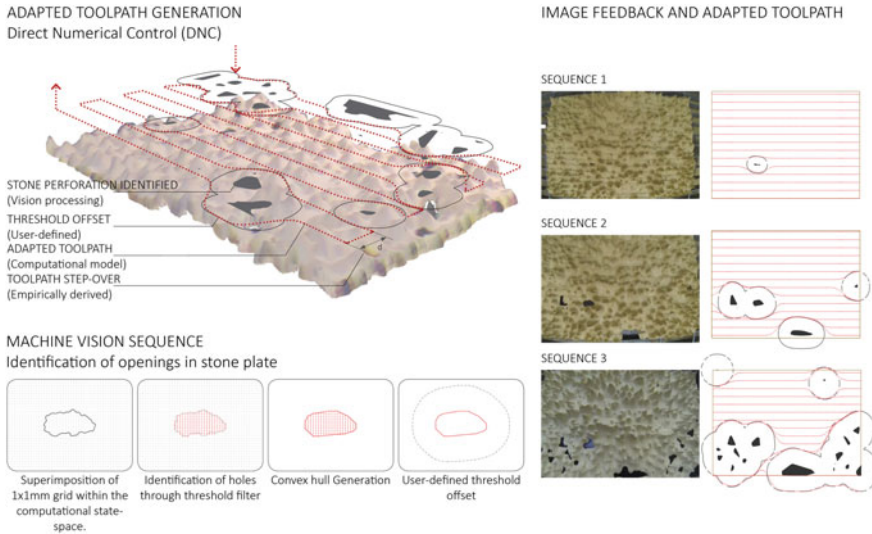 ADAPTED TOOLPATH GENERATION
Direct Numerical Control (DNC)
STONE PERFORATION IDENTIFIED
(Vision processing)
THRESHOLD OFFSET
(User-defined)
ADAPTED TOOLPATH
(Computational model)
TOOLPATH STEP-OVER
(Empirically derived)
d
MACHINE VISION SEQUENCE
Identification of openings in stone plate
Superimposition of
1x1mm grid within the
computational state-
space.
Identification of holes
through threshold filter
Convex hull Generation
User-defined threshold
offset
IMAGE FEEDBACK AND ADAPTED TOOLPATH
SEQUENCE 1
SEQUENCE 2
SEQUENCE 3